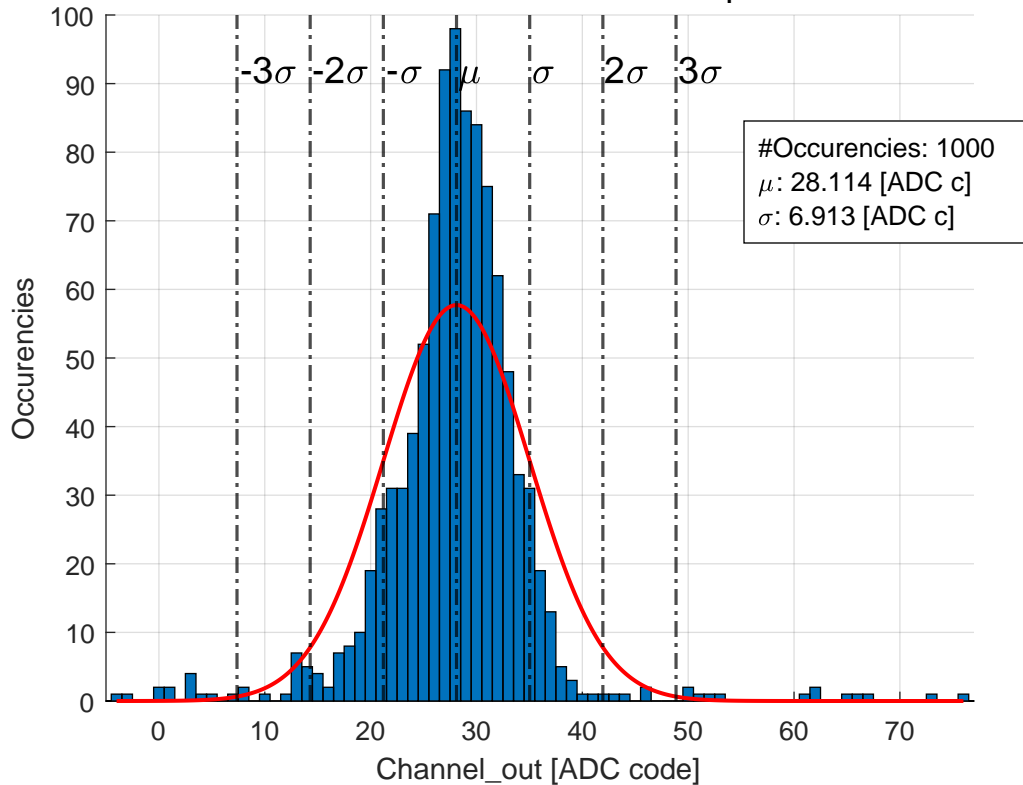 100
90
80
70
60
50
40
30
20
10
0
-3σ -2σ -σ μ σ 2σ 3σ
#Occurencies: 1000
μ: 28.114 [ADC c]
σ: 6.913 [ADC c]
Occurencies
0 10 20 30 40 50 60 70
Channel_out [ADC code]